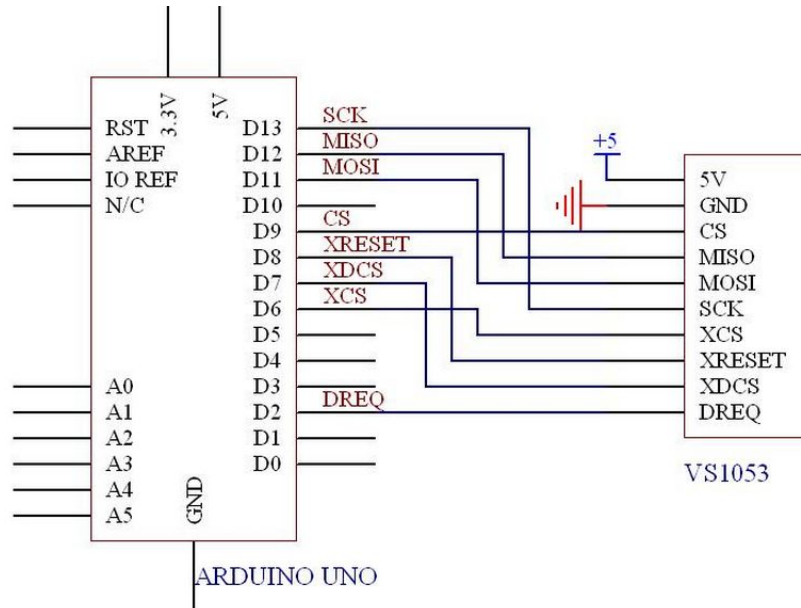 3.3V
5V
RST
AREF
IO REF
N/C
A0
A1
A2
A3
A4
A5
GND
D13
D12
D11
D10
D9
D8
D7
D6
D5
D4
D3
D2
D1
D0
SCK
MISO
MOSI
CS
XRESET
XDCS
XCS
DREQ
ARDUINO UNO
+5
5V
GND
CS
MISO
MOSI
SCK
XCS
XRESET
XDCS
DREQ
VS1053